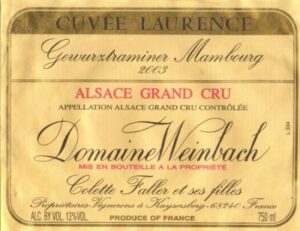 CUVÉE LAURENCE
Gewurztraminer Mambourg
2003
ALSACE GRAND CRU
APPELLATION ALSACE GRAND CRU CONTRÔLÉE
Domaine Weinbach
MIS EN BOUTEILLE A LA PROPRIÉTÉ
Colette Faller et ses filles
Propriétaires-Vignerons à Kaysersberg-68240 France
ALC. BY VOL. 13% VOL.
PRODUCE OF FRANCE
750 ml
L 334